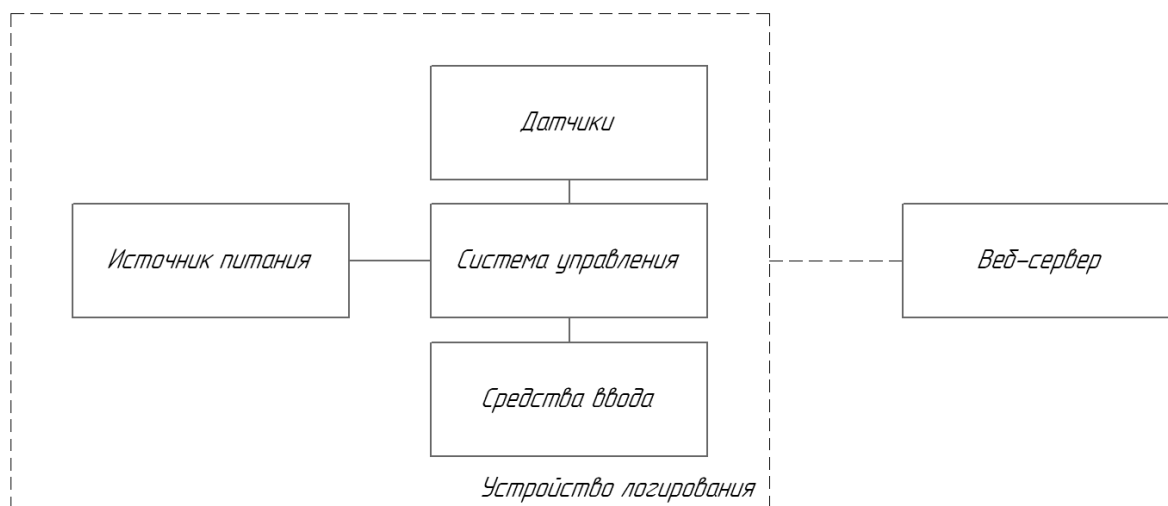 Датчики
Источник питания
Система управления
Веб-сервер
Средства ввода
Устройство логирования